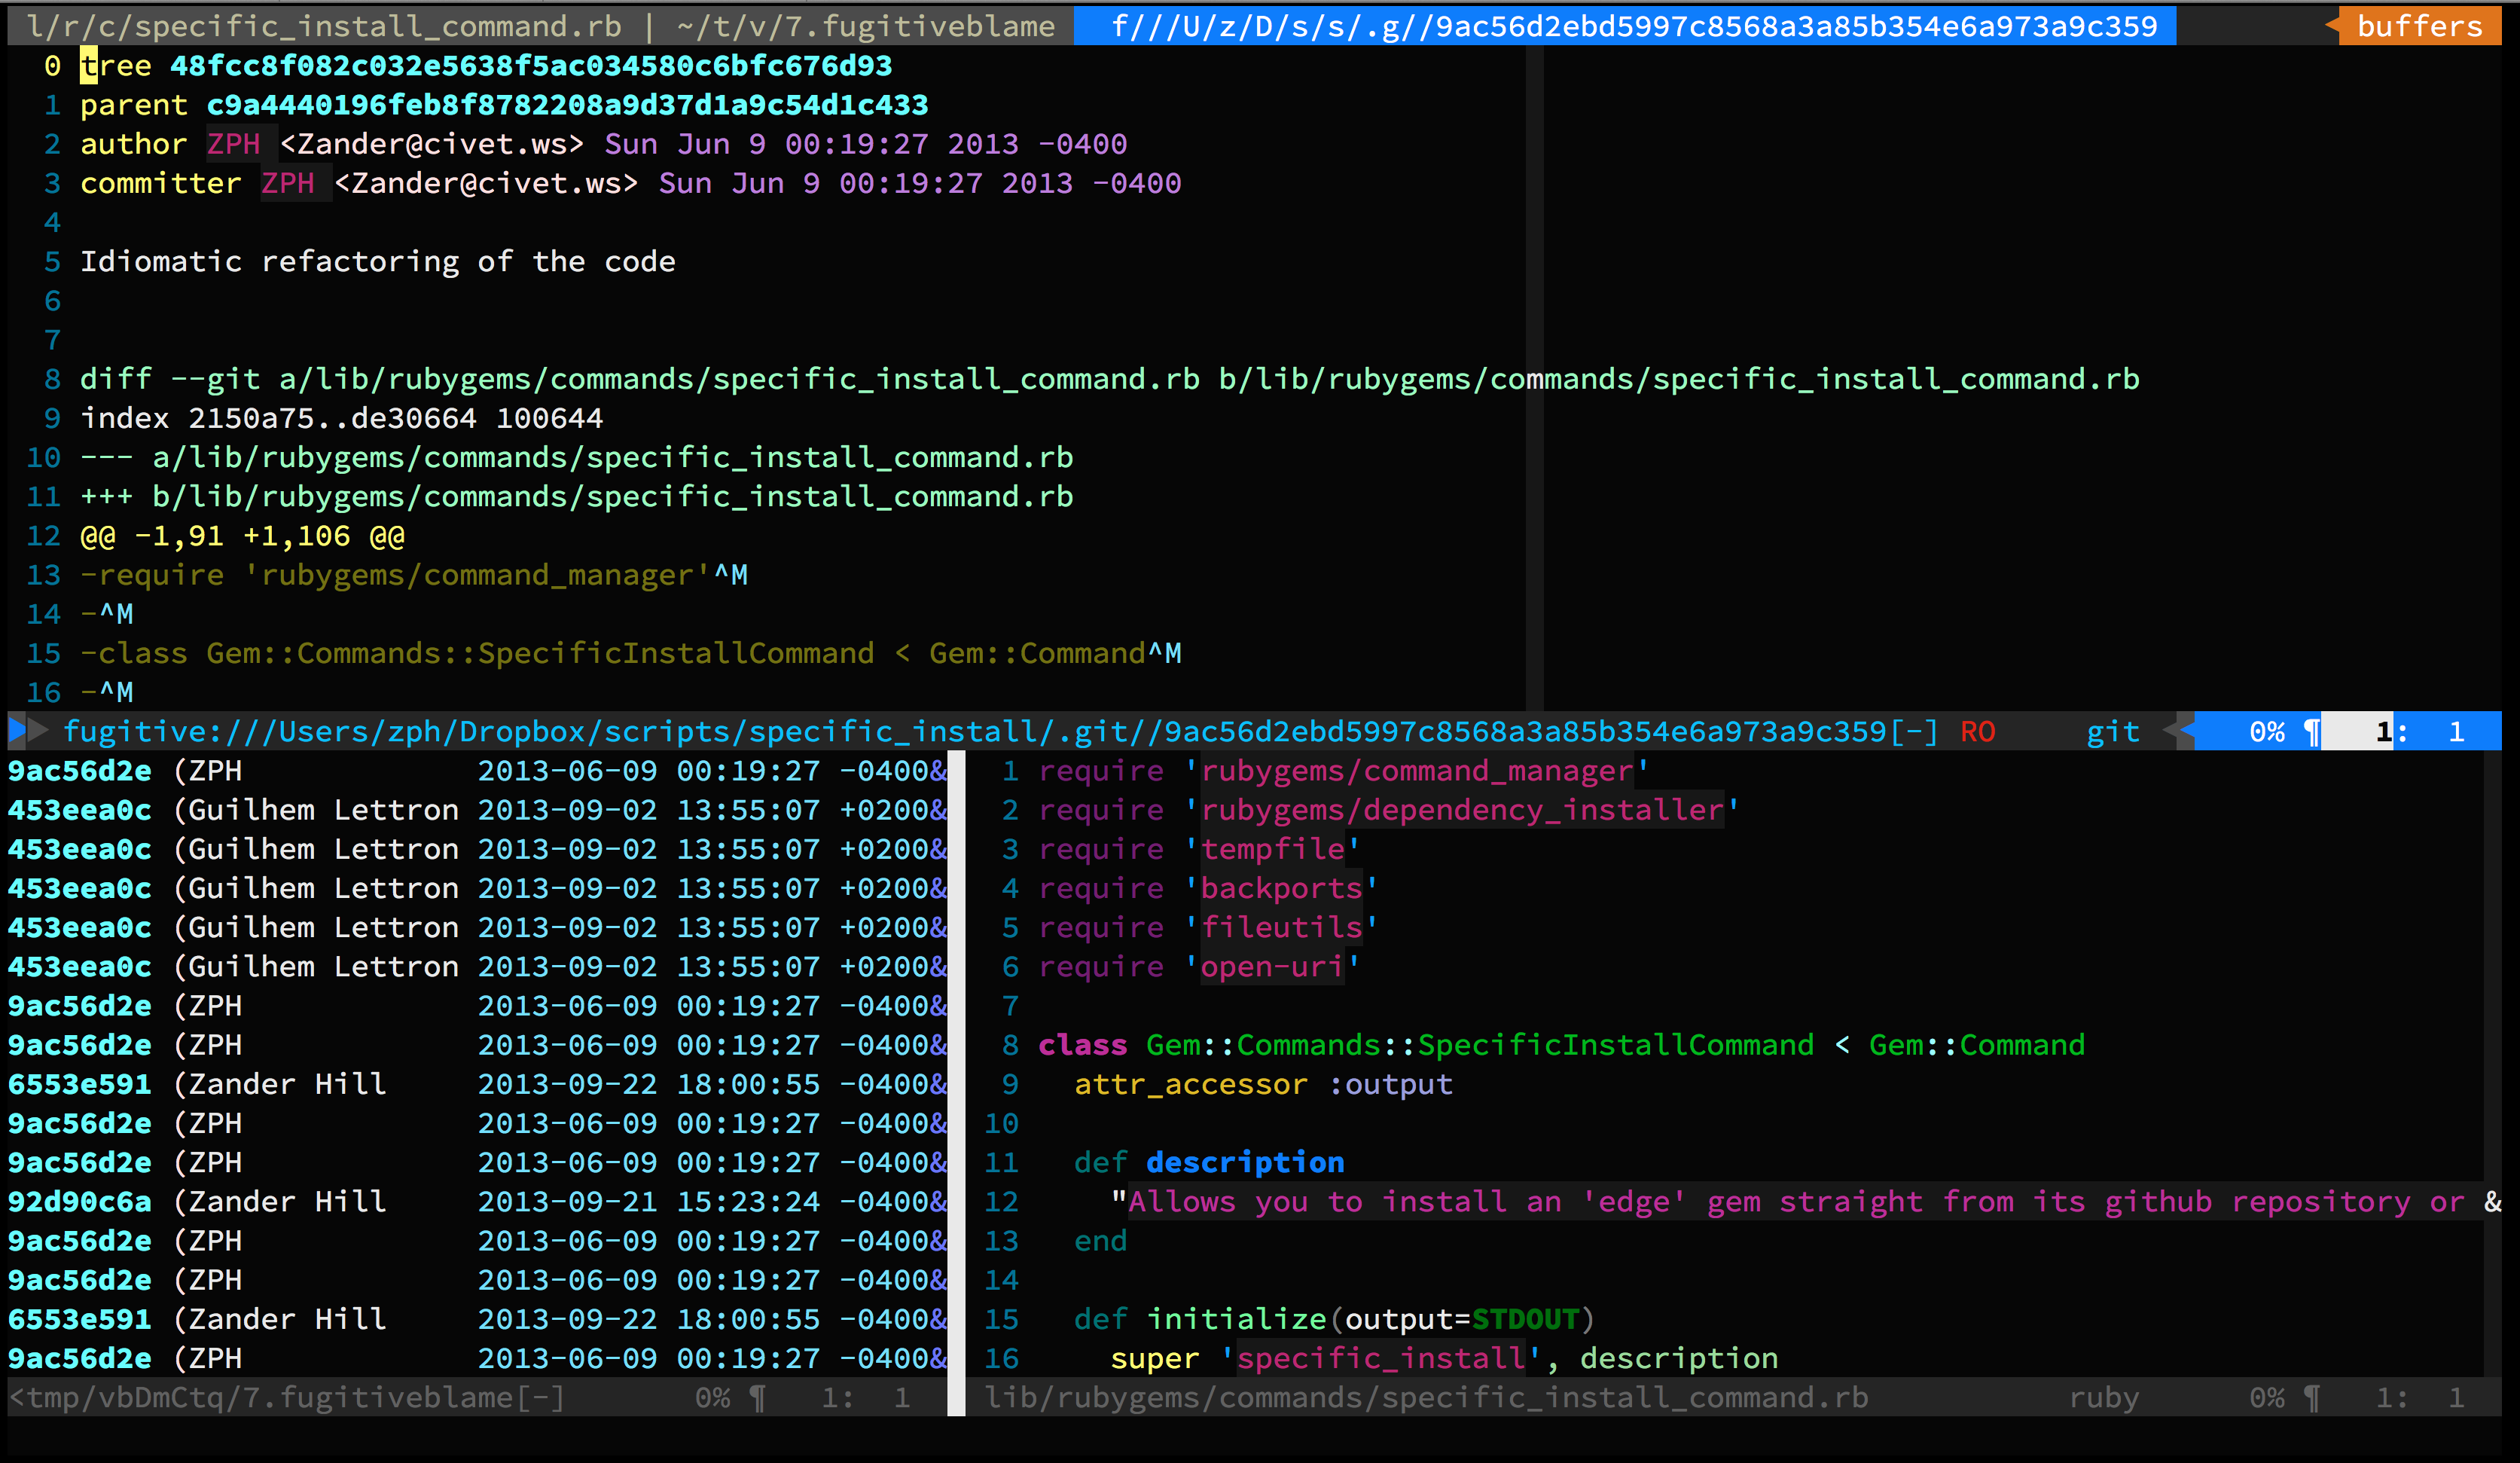 l/r/c/specific_install_command.rb | ~/t/v/7.fugitiveblame f///U/z/D/s/s/.g//9ac56d2ebd5997c8568a3a85b354e6a973a9c359 buffers
0 tree 48fcc8f082c032e5638f5ac034580c6bfc676d93
1 parent c9a4440196feb8f8782208a9d37d1a9c54d1c433
2 author ZPH <Zander@civet.ws> Sun Jun 9 00:19:27 2013 -0400
3 committer ZPH <Zander@civet.ws> Sun Jun 9 00:19:27 2013 -0400
4
5 Idiomatic refactoring of the code
6
7
8 diff --git a/lib/rubygems/commands/specific_install_command.rb b/lib/rubygems/commands/specific_install_command.rb
9 index 2150a75..de30664 100644
10 --- a/lib/rubygems/commands/specific_install_command.rb
11 +++ b/lib/rubygems/commands/specific_install_command.rb
12 @@ -1,91 +1,106 @@
13 -require 'rubygems/command_manager'^M
14 -^M
15 -class Gem::Commands::SpecificInstallCommand < Gem::Command^M
16 -^M
fugitive:///Users/zph/Dropbox/scripts/specific_install/.git//9ac56d2ebd5997c8568a3a85b354e6a973a9c359[-] RO git 0% ¶ 1: 1
9ac56d2e (ZPH 2013-06-09 00:19:27 -0400&
453eea0c (Guilhem Lettron 2013-09-02 13:55:07 +0200&
453eea0c (Guilhem Lettron 2013-09-02 13:55:07 +0200&
453eea0c (Guilhem Lettron 2013-09-02 13:55:07 +0200&
453eea0c (Guilhem Lettron 2013-09-02 13:55:07 +0200&
453eea0c (Guilhem Lettron 2013-09-02 13:55:07 +0200&
9ac56d2e (ZPH 2013-06-09 00:19:27 -0400&
9ac56d2e (ZPH 2013-06-09 00:19:27 -0400&
6553e591 (Zander Hill 2013-09-22 18:00:55 -0400&
9ac56d2e (ZPH 2013-06-09 00:19:27 -0400&
9ac56d2e (ZPH 2013-06-09 00:19:27 -0400&
92d90c6a (Zander Hill 2013-09-21 15:23:24 -0400&
9ac56d2e (ZPH 2013-06-09 00:19:27 -0400&
9ac56d2e (ZPH 2013-06-09 00:19:27 -0400&
6553e591 (Zander Hill 2013-09-22 18:00:55 -0400&
9ac56d2e (ZPH 2013-06-09 00:19:27 -0400&
<tmp/vbDmCtq/7.fugitiveblame[-] 0% ¶ 1: 1
1 require 'rubygems/command_manager'
2 require 'rubygems/dependency_installer'
3 require 'tempfile'
4 require 'backports'
5 require 'fileutils'
6 require 'open-uri'
7
8 class Gem::Commands::SpecificInstallCommand < Gem::Command
9 attr_accessor :output
10
11 def description
12 "Allows you to install an 'edge' gem straight from its github repository or &
13 end
14
15 def initialize(output=STDOUT)
16 super 'specific_install', description
lib/rubygems/commands/specific_install_command.rb ruby 0% ¶ 1: 1